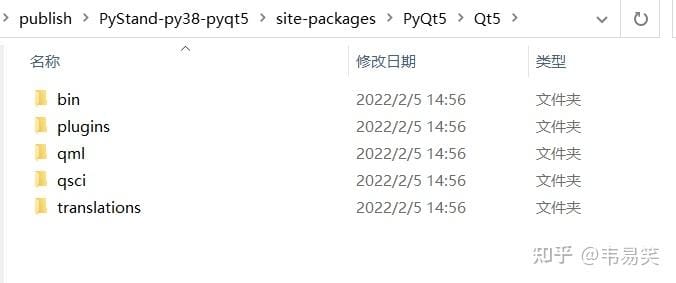 publish > PyStand-py38-pyqt5 > site-packages > PyQt5 > Qt5 >
名称 修改日期 类型
bin 2022/2/5 14:56 文件夹
plugins 2022/2/5 14:56 文件夹
qml 2022/2/5 14:56 文件夹
qsci 2022/2/5 14:56 文件夹
translations 2022/2/5 14:56 文件夹
知乎 @韦易笑